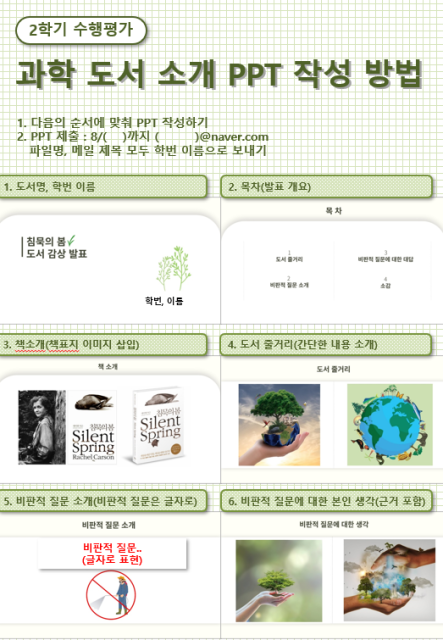 2학기 수행평가
과학 도서 소개 PPT 작성 방법
1. 다음의 순서에 맞춰 PPT 작성하기
2. PPT 제출 : 8/(    )까지 (          )@naver.com
파일명, 메일 제목 모두 학번 이름으로 보내기
1. 도서명, 학번 이름
침묵의 봄
도서 감상 발표
학번, 이름
2. 목차(발표 개요)
목 차
1
도서 줄거리
3
비판적 질문에 대한 대답
2
비판적 질문 소개
4
소감
3. 책소개(책표지 이미지 삽입)
책 소개
침묵의 봄
Silent
Spring
Rachel Carson
침묵의 봄
Silent
Spring
4. 도서 줄거리(간단한 내용 소개)
도서 줄거리
5. 비판적 질문 소개(비판적 질문은 글자로)
비판적 질문 소개
비판적 질문..
(글자로 표현)
6. 비판적 질문에 대한 본인 생각(근거 포함)
비판적 질문에 대한 생각